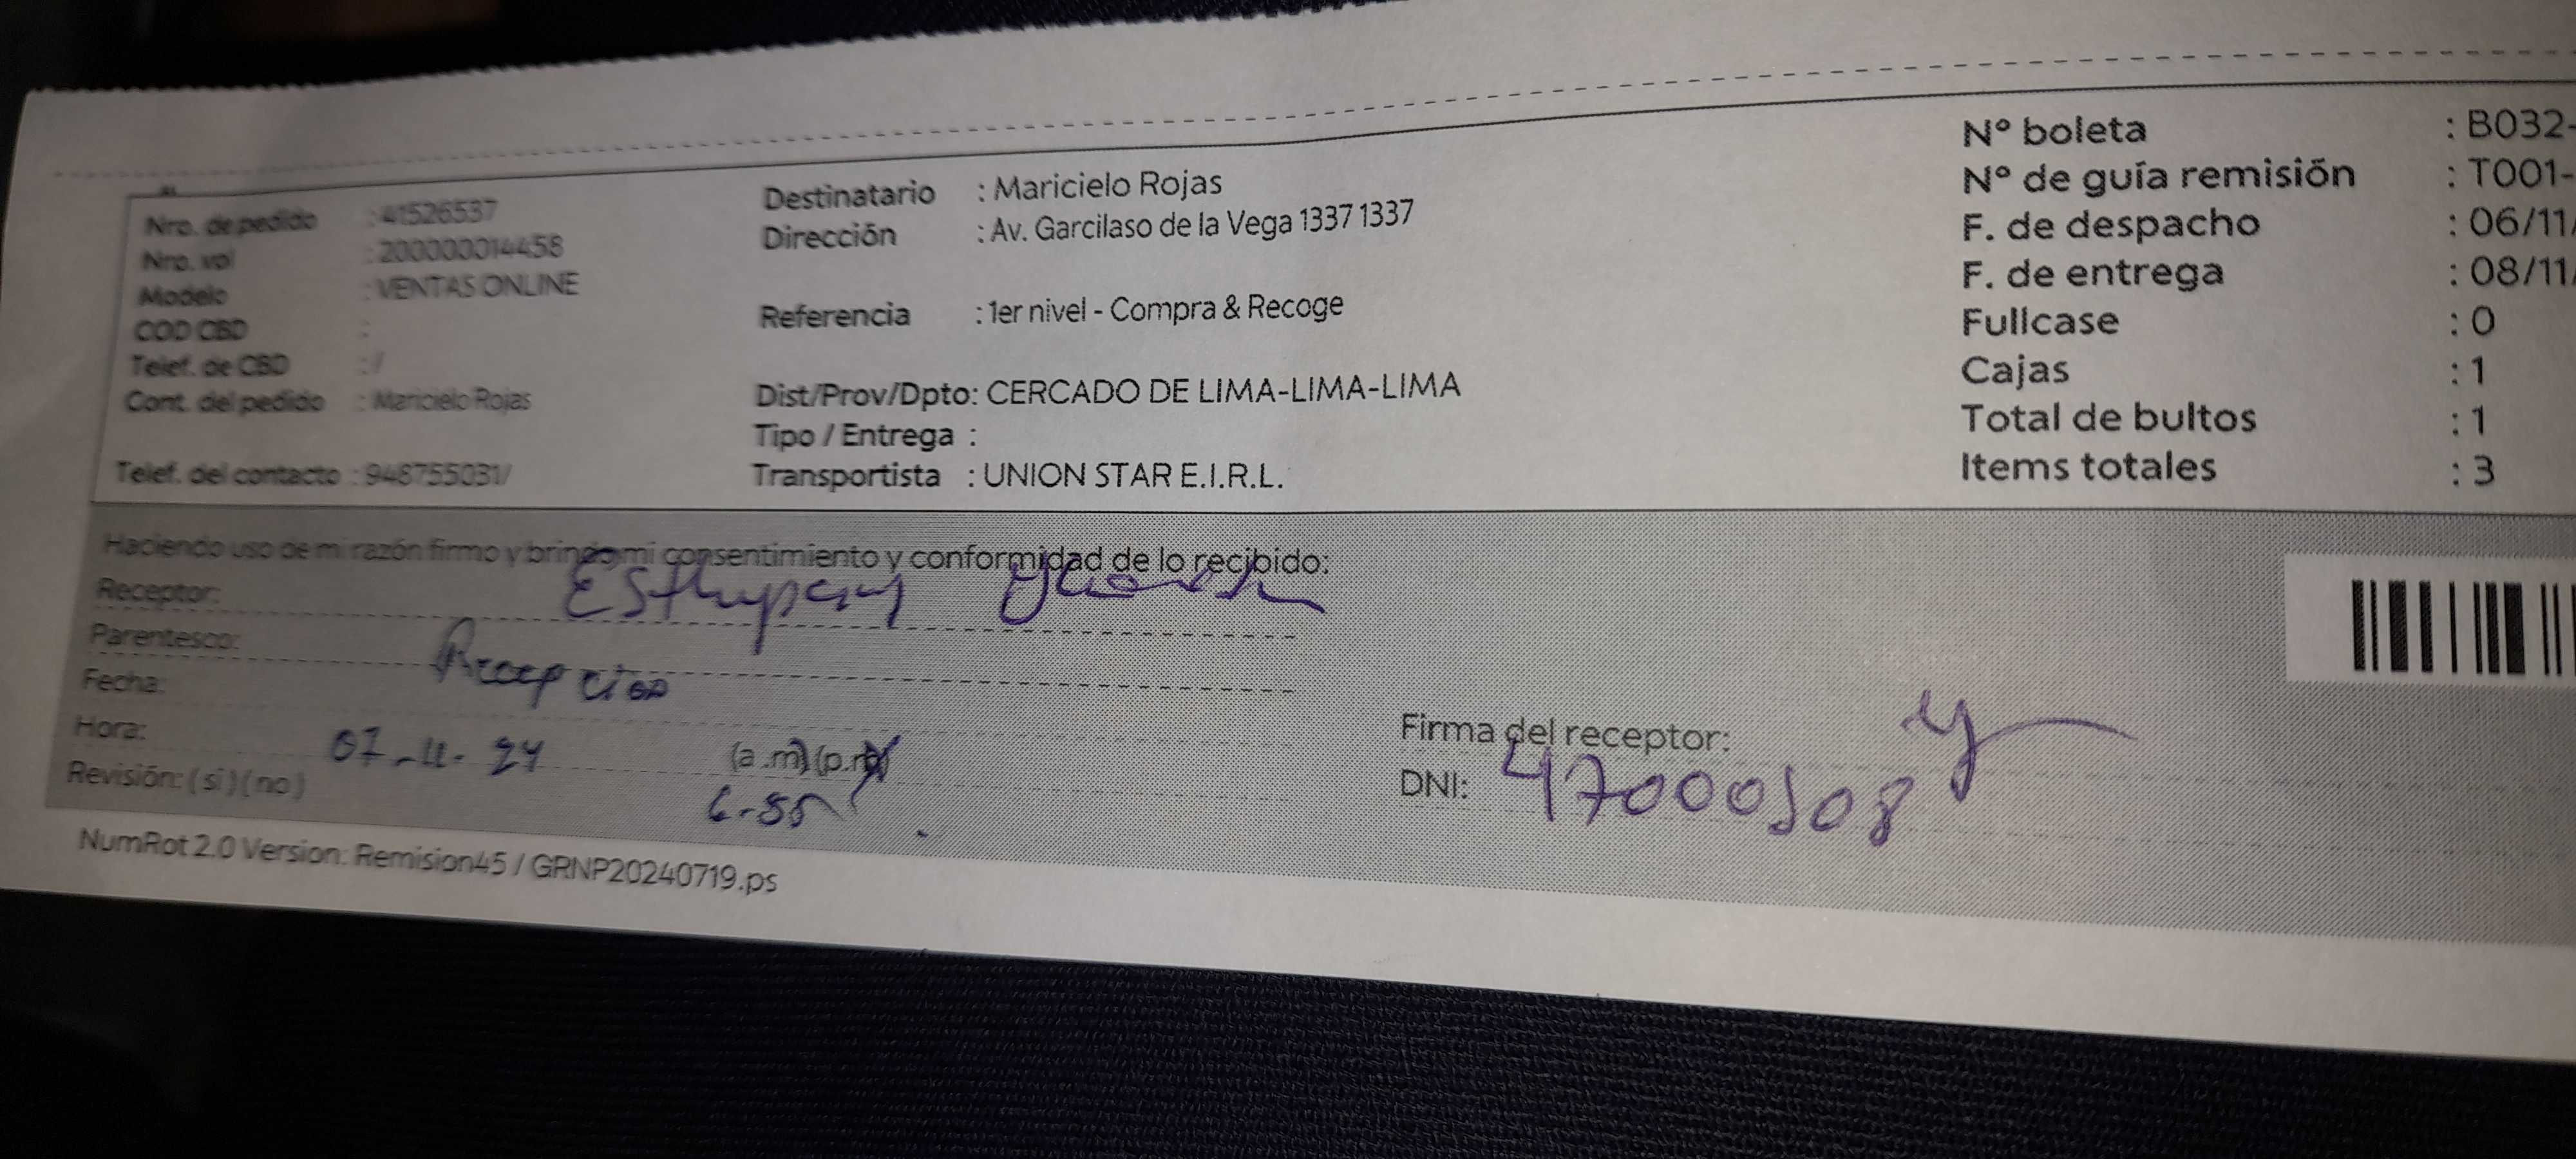 Nro. de pedido : 41526537
Nro. vol : 200000014458
Modelo : VENTAS ONLINE
COD CBD :
Telef. de CBD : /
Cont. del pedido : Maricielo Rojas
Telef. del contacto : 948755031/
Destinatario : Maricielo Rojas
Dirección : Av. Garcilaso de la Vega 1337 1337
Referencia : 1er nivel - Compra & Recoge
Dist/Prov/Dpto: CERCADO DE LIMA-LIMA-LIMA
Tipo / Entrega :
Transportista : UNION STAR E.I.R.L.
Nº boleta : B032-
Nº de guía remisión : T001-
F. de despacho : 06/11/
F. de entrega : 08/11/
Fullcase : 0
Cajas : 1
Total de bultos : 1
Items totales : 3
Haciendo uso de mi razón firmo y brindo mi consentimiento y conformidad de lo recibido:
Receptor:
Parentesco: Recepcion
Fecha:
Hora: 07-11-24 (a.m) (p.m)
6-55
Revisión: (si) (no)
Firma del receptor:
DNI: 47000508
NumRot 2.0 Version: Remision45 / GRNP20240719.ps